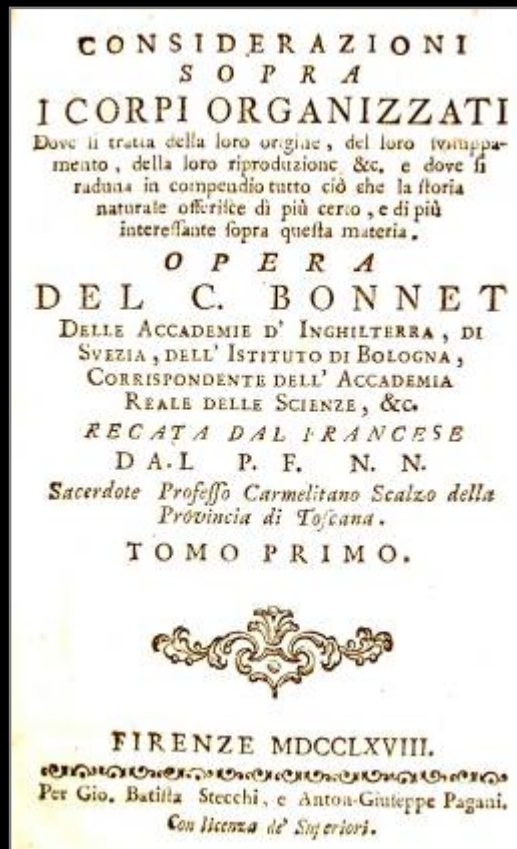 CONSIDERAZIONI
SOPRA
I CORPI ORGANIZZATI
Dove si tratta della loro origine, del loro sviluppa-
mento, della loro riproduzione &c. e dove si
raduna in compendio tutto ciò che la ſtoria
naturale offeriſce di più certo, e di più
intereſſante ſopra queſta materia.
OPERA
DEL C. BONNET
DELLE ACCADEMIE D' INGHILTERRA, DI
SVEZIA, DELL' ISTITUTO DI BOLOGNA,
CORRISPONDENTE DELL' ACCADEMIA
REALE DELLE SCIENZE, &c.
RECATA DAL FRANCESE
DAL P. F. N. N.
Sacerdote Profeſſo Carmelitano Scalzo della
Provincia di Toſcana.
TOMO PRIMO.
FIRENZE MDCCLXVIII.
Per Gio. Batiſta Stecchi, e Anton-Giuſeppe Pagani.
Con licenza de' Superiori.